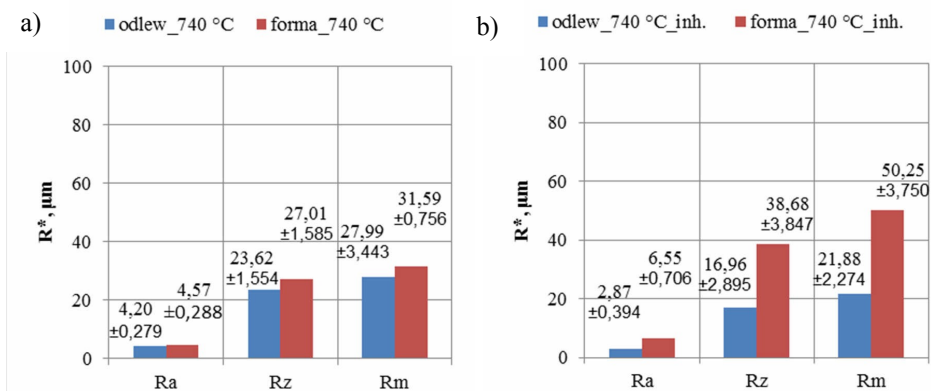 a)
odlew_740 °C
forma_740 °C
100
80
60
40
20
0
R*, µm
4,20
±0,279
4,57
±0,288
23,62
±1,554
27,01
±1,585
27,99
±3,443
31,59
±0,756
Ra
Rz
Rm
b)
odlew_740 °C_inh.
forma_740 °C_inh.
100
80
60
40
20
0
R*, µm
2,87
±0,394
6,55
±0,706
16,96
±2,895
38,68
±3,847
21,88
±2,274
50,25
±3,750
Ra
Rz
Rm